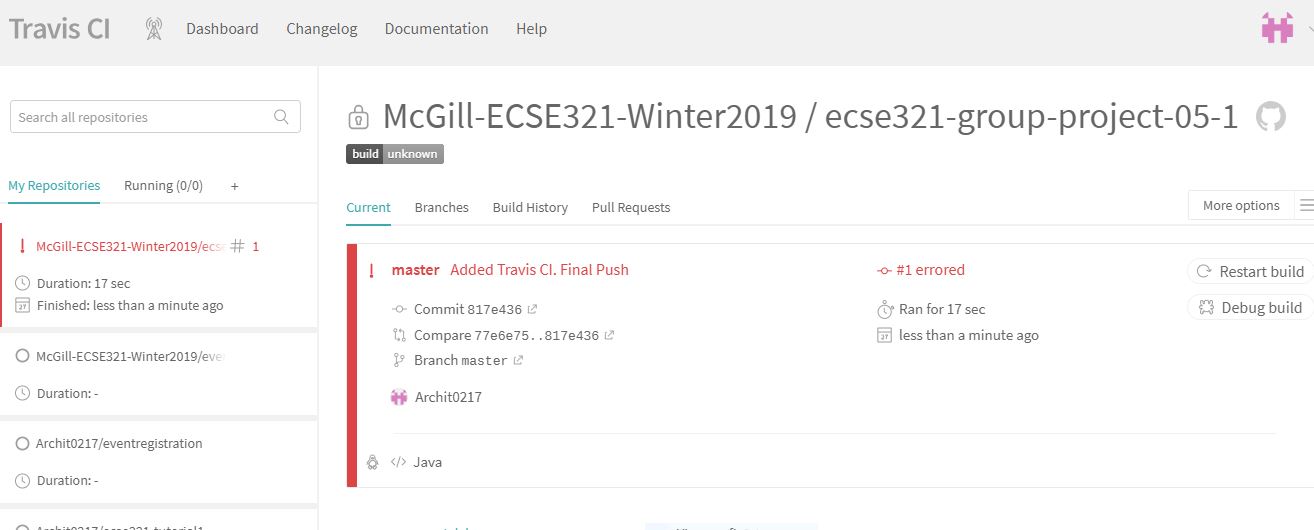 Travis CI Dashboard Changelog Documentation Help
Search all repositories
My Repositories Running (0/0) +
McGill-ECSE321-Winter2019/ecse # 1
Duration: 17 sec
27 Finished: less than a minute ago
McGill-ECSE321-Winter2019/eve
Duration: -
Archit0217/eventregistration
Duration: -
McGill-ECSE321-Winter2019 / ecse321-group-project-05-1
build unknown
Current Branches Build History Pull Requests More options
! master Added Travis CI. Final Push #1 errored Restart build
Commit 817e436 Ran for 17 sec Debug build
Compare 77e6e75..817e436 27 less than a minute ago
Branch master
Archit0217
</> Java